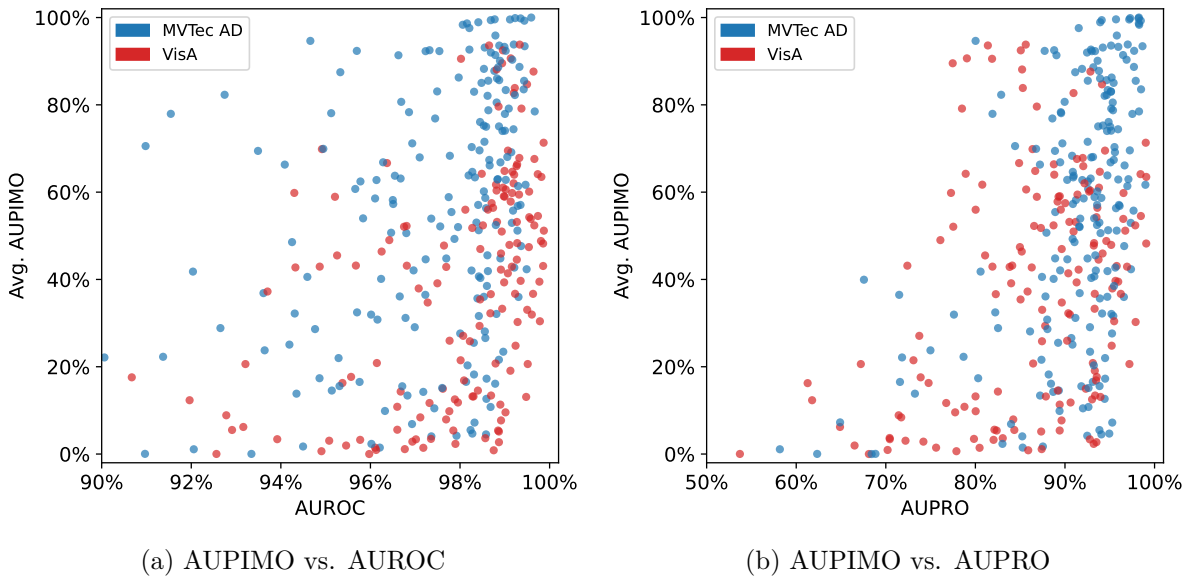 100%
80%
60%
40%
20%
0%
Avg. AUPIMO
MVTec AD
VisA
90%
92%
94%
96%
98%
100%
AUROC
(a) AUPIMO vs. AUROC
100%
80%
60%
40%
20%
0%
Avg. AUPIMO
MVTec AD
VisA
50%
60%
70%
80%
90%
100%
AUPRO
(b) AUPIMO vs. AUPRO